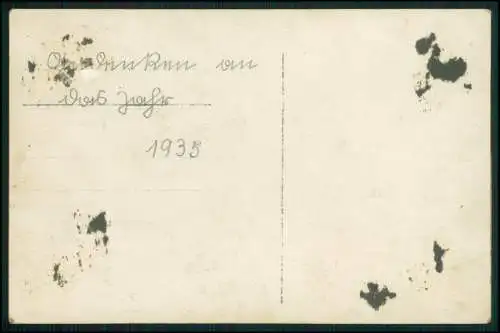 Andenken an
das Jahr
1935